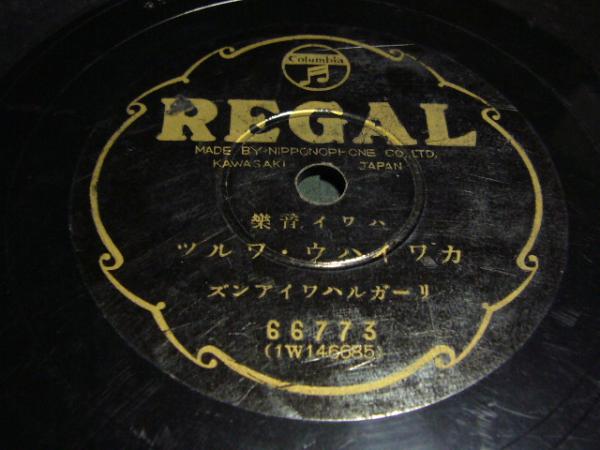 Columbia
REGAL
MADE BY NIPPONOPHONE CO., LTD,
KAWASAKI JAPAN
ハワイ音樂
カワイハウ・ワルツ
リーガルハワイアンズ
66773
(1W146685)